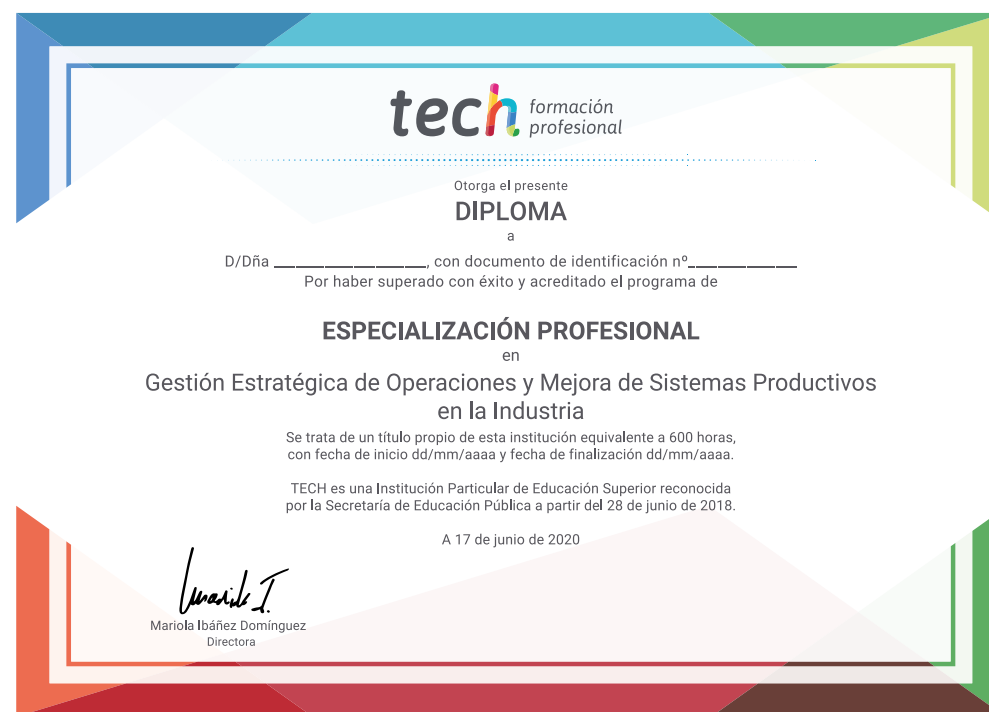 tech formación
profesional
Otorga el presente
DIPLOMA
a
D/Dña ______________, con documento de identificación nº__________
Por haber superado con éxito y acreditado el programa de
ESPECIALIZACIÓN PROFESIONAL
en
Gestión Estratégica de Operaciones y Mejora de Sistemas Productivos
en la Industria
Se trata de un título propio de esta institución equivalente a 600 horas,
con fecha de inicio dd/mm/aaaa y fecha de finalización dd/mm/aaaa.
TECH es una Institución Particular de Educación Superior reconocida
por la Secretaría de Educación Pública a partir del 28 de junio de 2018.
A 17 de junio de 2020
Mariola Ibáñez Domínguez
Directora